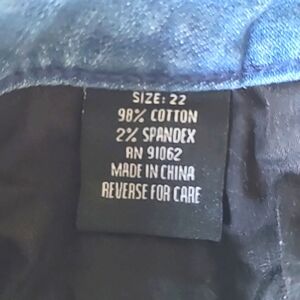 SIZE: 22
98% COTTON
2% SPANDEX
RN 91062
MADE IN CHINA
REVERSE FOR CARE